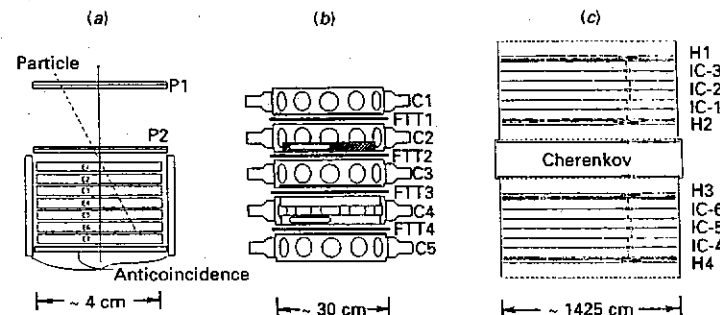 (a)
Particle
P1
P2
Anticoincidence
~ 4 cm
(b)
C1
FTT1
C2
FTT2
C3
FTT3
C4
FTT4
C5
~ 30 cm
(c)
H1
IC-3
IC-2
IC-1
H2
Cherenkov
H3
IC-6
IC-5
IC-4
H4
~ 1425 cm